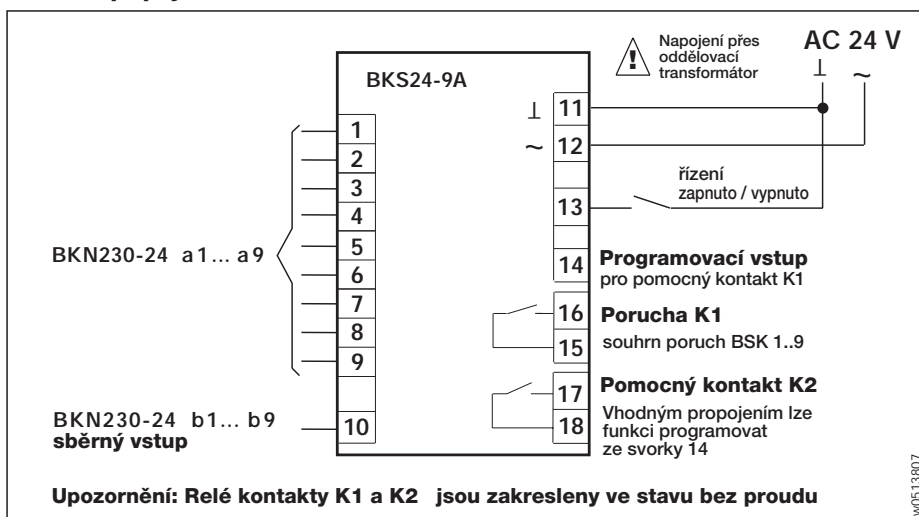 Napojení přes
oddělovací
transformátor
AC 24 V
⊥ ~
BKS24-9A
⊥ 11
~ 12
řízení
zapnuto / vypnuto
13
1
2
3
4
5
6
7
8
9
BKN230-24 a1... a9
14 Programovací vstup
pro pomocný kontakt K1
16 Porucha K1
15 souhrn poruch BSK 1..9
17 Pomocný kontakt K2
18 Vhodným propojením lze
funkci programovat
ze svorky 14
BKN230-24 b1... b9
sběrný vstup
10
Upozornění: Relé kontakty K1 a K2 jsou zakresleny ve stavu bez proudu
w0513807